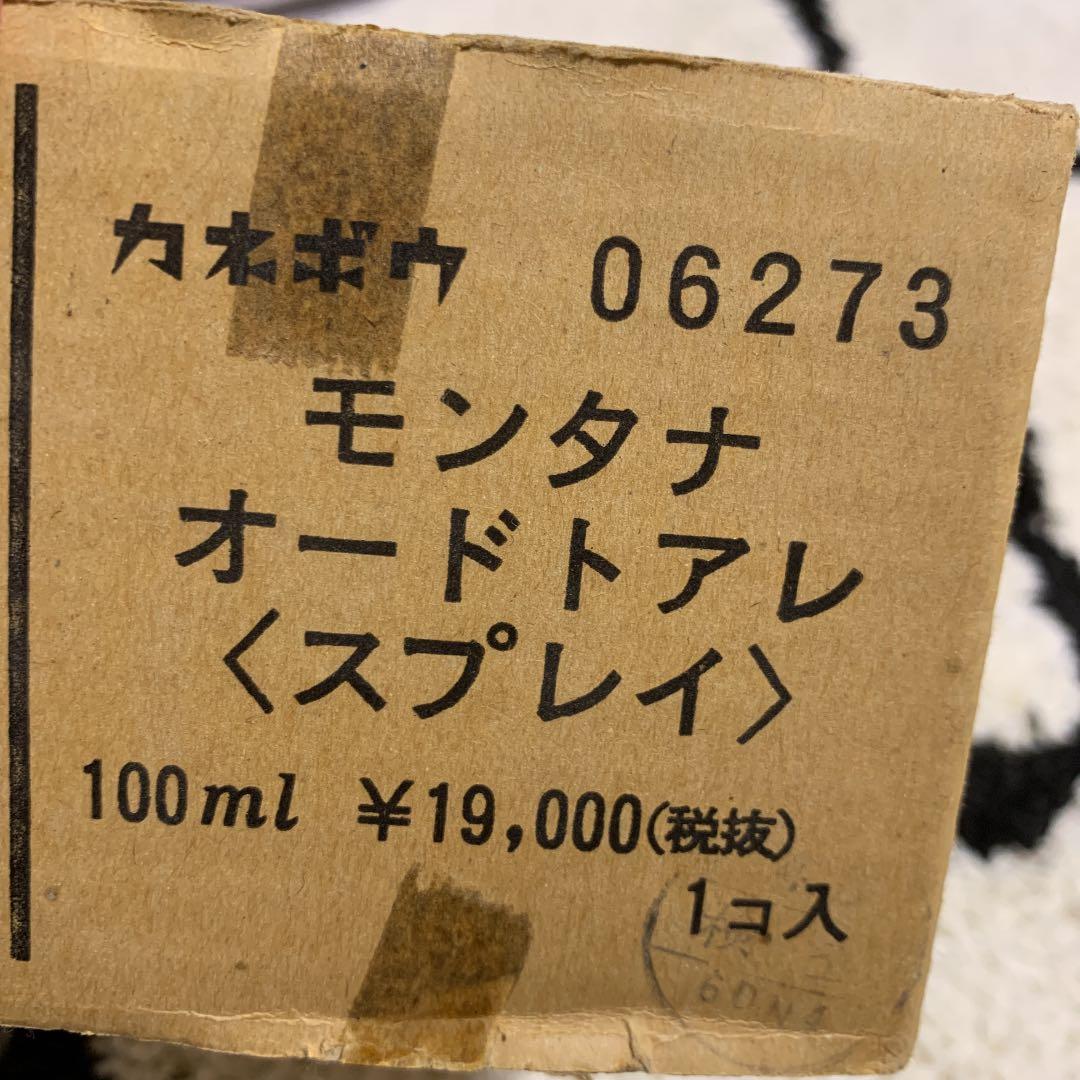 カネボウ 06273
モンタナ
オードトアレ
〈スプレイ〉
100ml ¥19,000(税抜)
1コ入